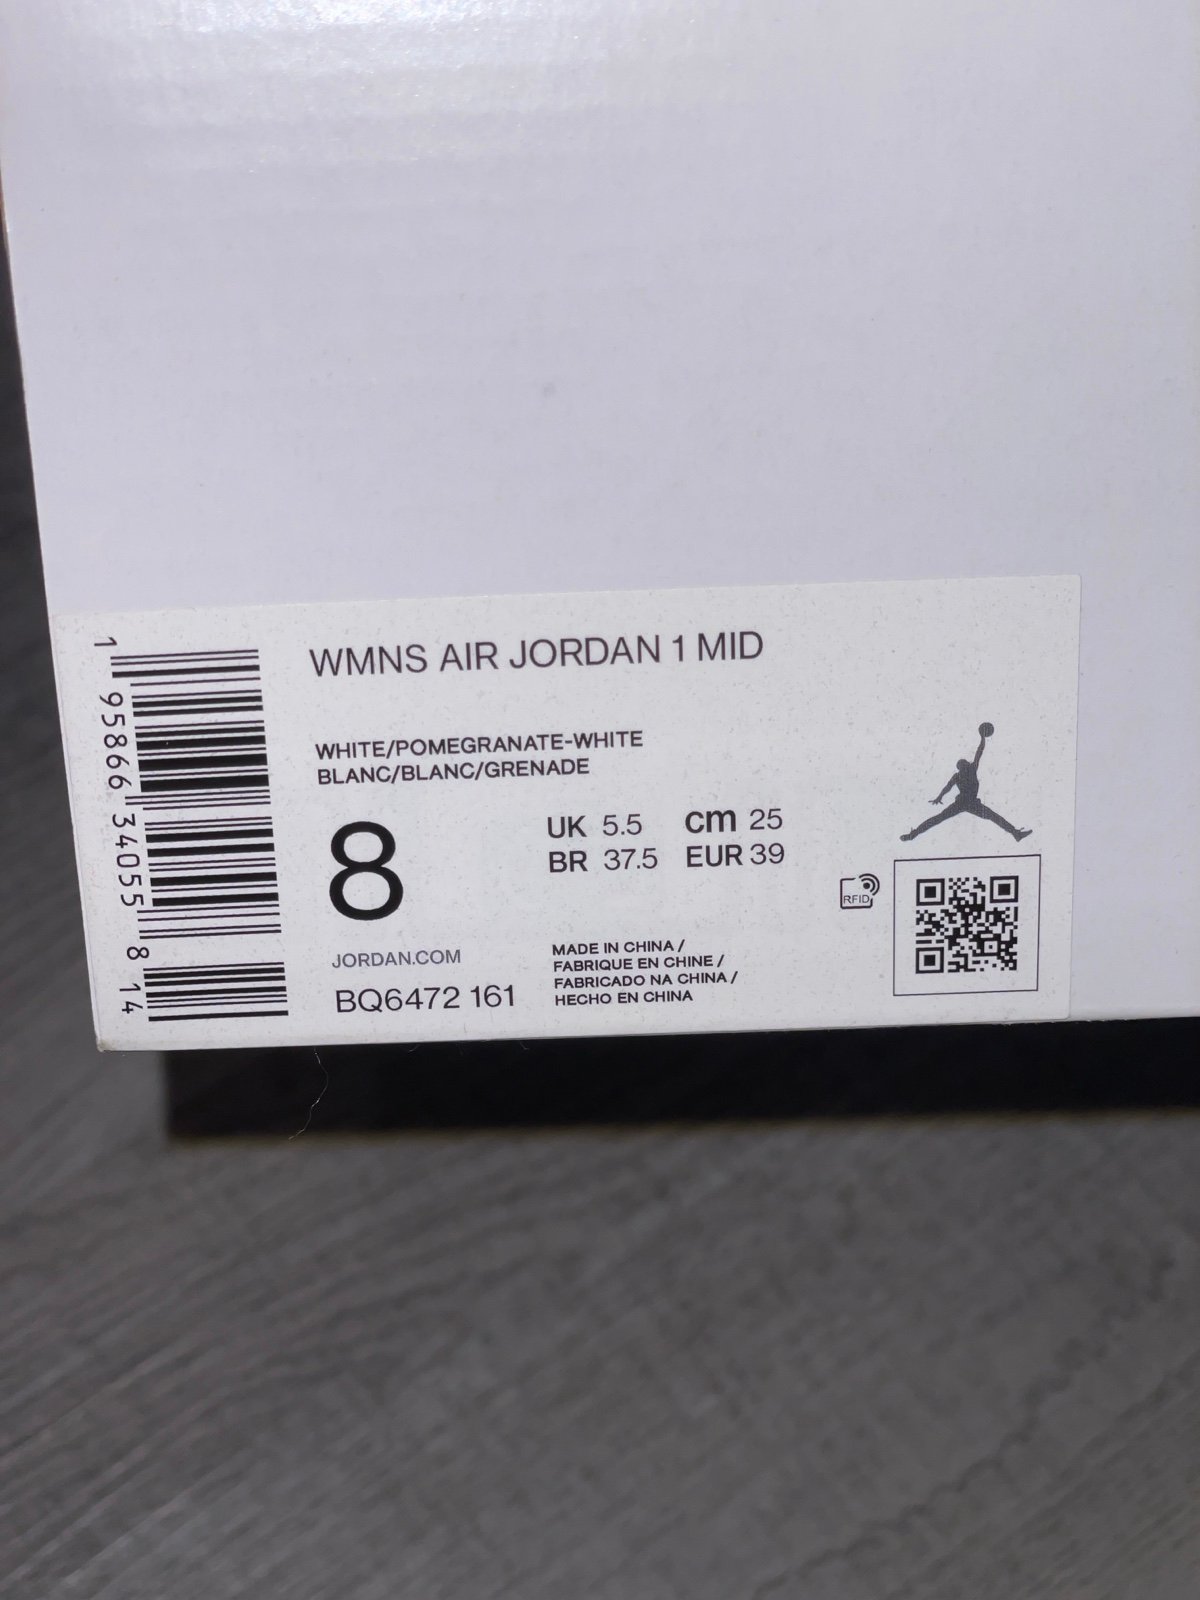 WMNS AIR JORDAN 1 MID
WHITE/POMEGRANATE-WHITE
BLANC/BLANC/GRENADE
8
UK 5.5 cm 25
BR 37.5 EUR 39
JORDAN.COM
BQ6472 161
MADE IN CHINA /
FABRIQUE EN CHINE /
FABRICADO NA CHINA /
HECHO EN CHINA
RFID
1 95866 34055 8 14